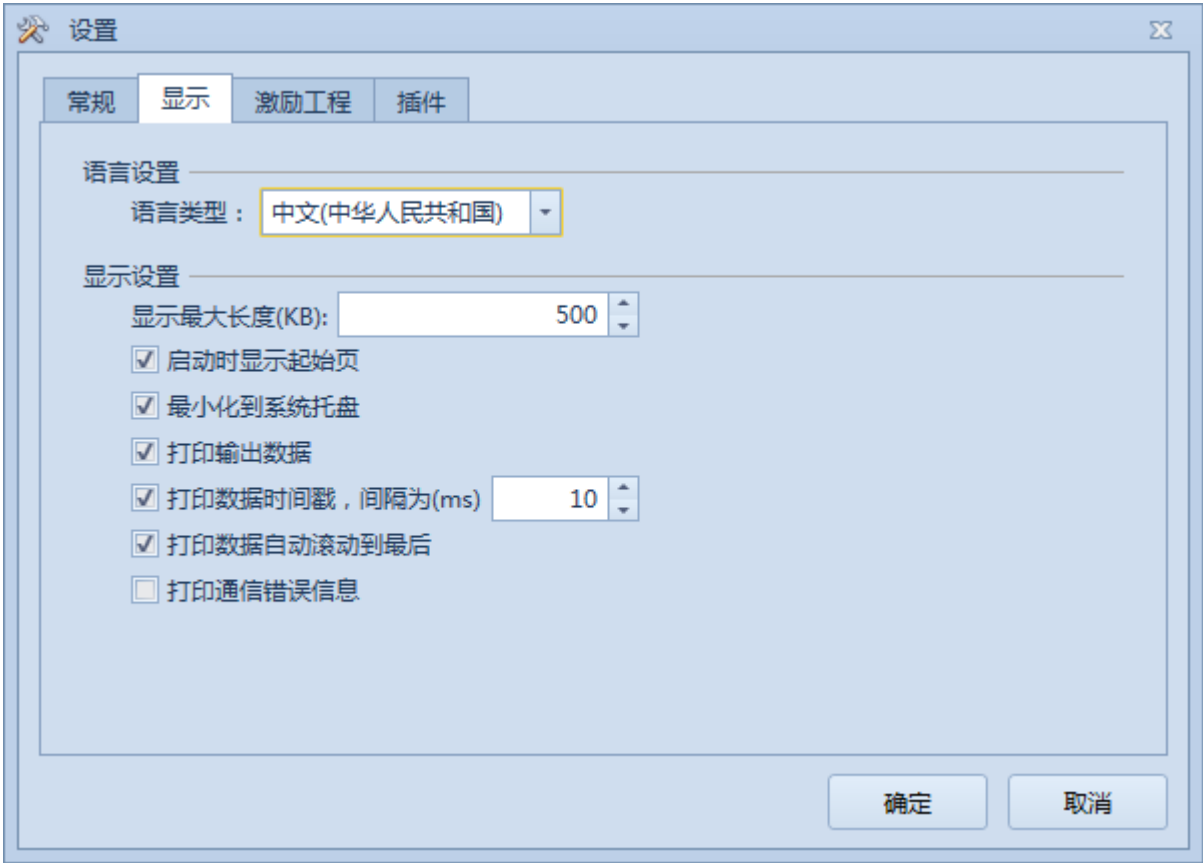 设置
常规 显示 激励工程 插件
语言设置
语言类型： 中文(中华人民共和国)
显示设置
显示最大长度(KB): 500
启动时显示起始页
最小化到系统托盘
打印输出数据
打印数据时间戳，间隔为(ms) 10
打印数据自动滚动到最后
打印通信错误信息
确定 取消